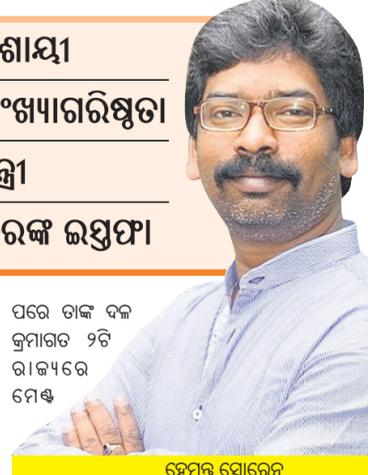 ଶାୟୀ
ଂଖ୍ୟାଗରିଷ୍ଠତା
ନ୍ତ୍ରୀ
ରଙ୍କ ଇସ୍ତଫା
ପରେ ତାଙ୍କ ଦଳ
କ୍ରମାଗତ ୨ଟି
ରାଜ୍ୟରେ
ମେଣ୍ଟ
ହେମନ୍ତ ସୋରେନ